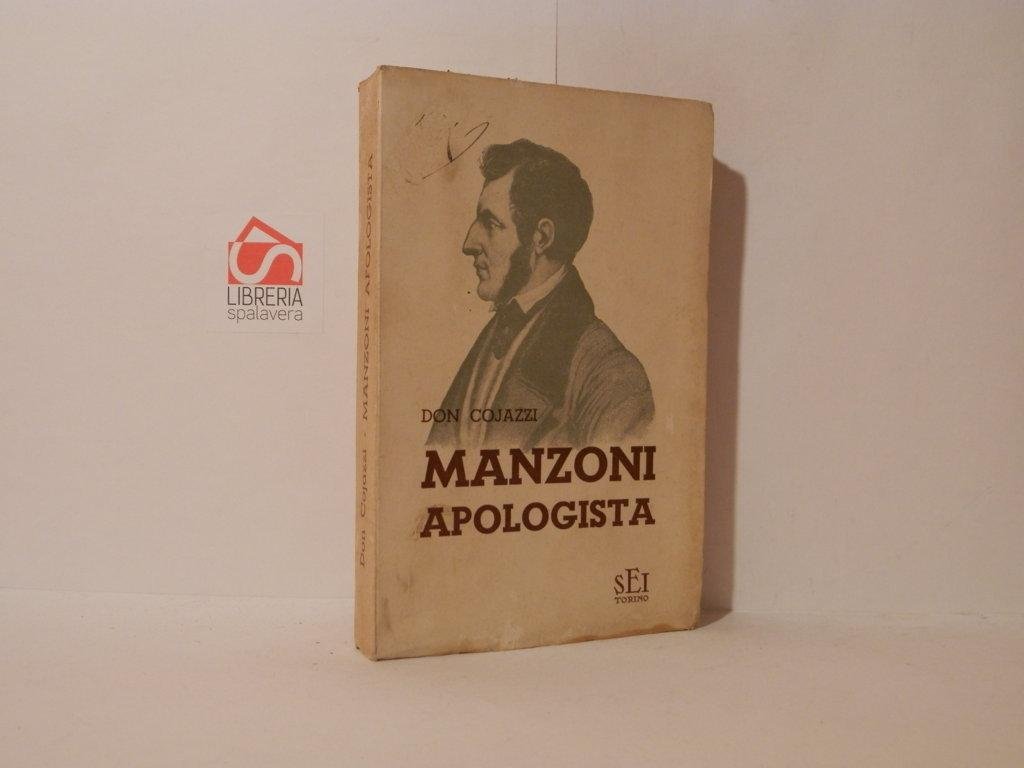 LIBRERIA
spalavera
Don Cojazzi - MANZONI APOLOGISTA
DON COJAZZI
MANZONI
APOLOGISTA
SEI
TORINO